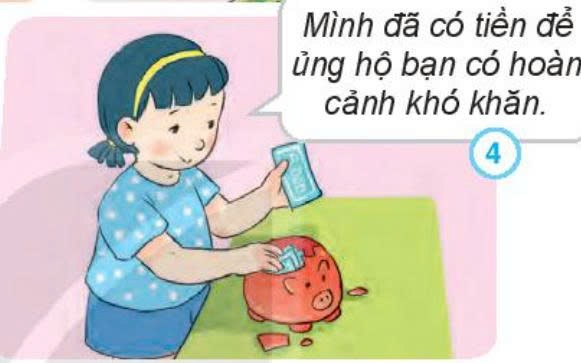 Mình đã có tiền để
ủng hộ bạn có hoàn
cảnh khó khăn.
4